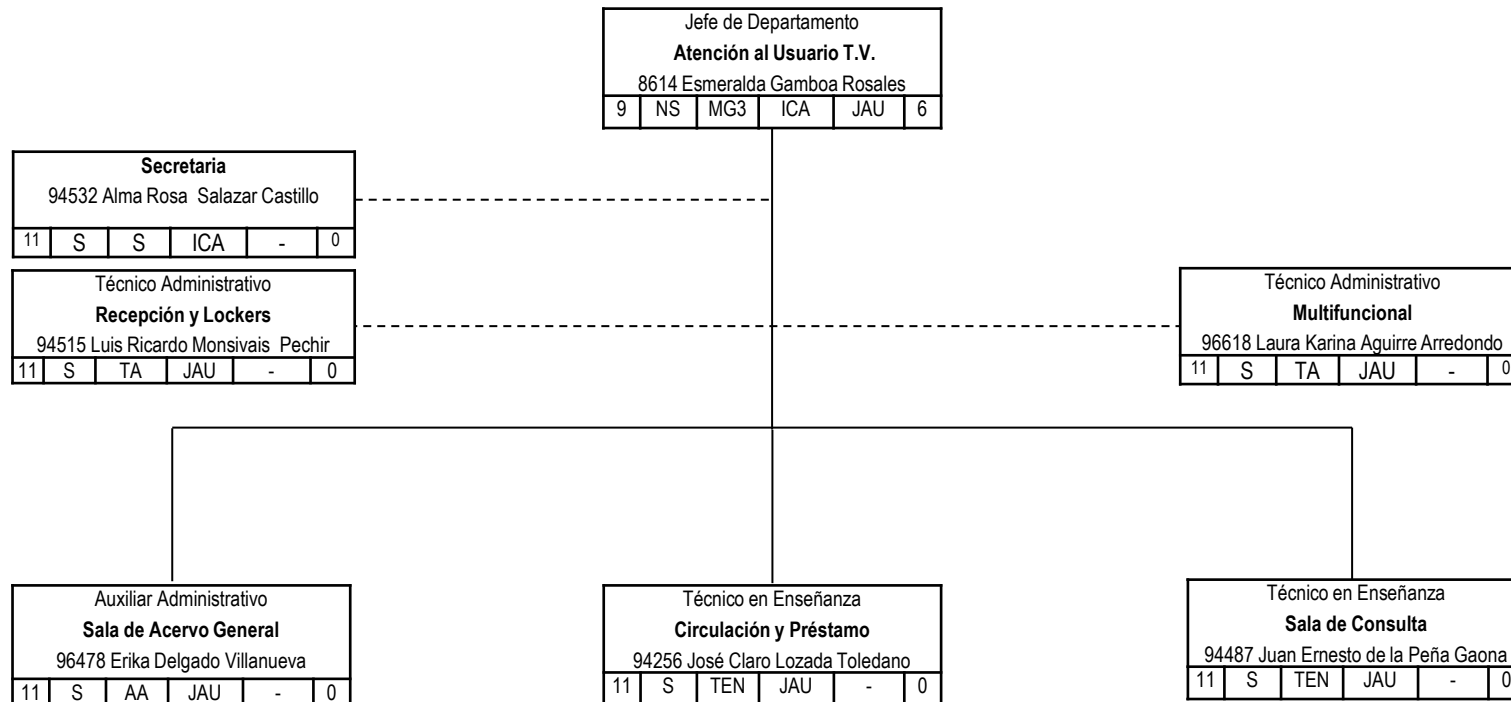 Jefe de Departamento
Atención al Usuario T.V.
8614 Esmeralda Gamboa Rosales
9 NS MG3 ICA JAU 6
Secretaria
94532 Alma Rosa Salazar Castillo
11 S S ICA - 0
Técnico Administrativo
Recepción y Lockers
94515 Luis Ricardo Monsivais Pechir
11 S TA JAU - 0
Técnico Administrativo
Multifuncional
96618 Laura Karina Aguirre Arredondo
11 S TA JAU - 0
Auxiliar Administrativo
Sala de Acervo General
96478 Erika Delgado Villanueva
11 S AA JAU - 0
Técnico en Enseñanza
Circulación y Préstamo
94256 José Claro Lozada Toledano
11 S TEN JAU - 0
Técnico en Enseñanza
Sala de Consulta
94487 Juan Ernesto de la Peña Gaona
11 S TEN JAU - 0